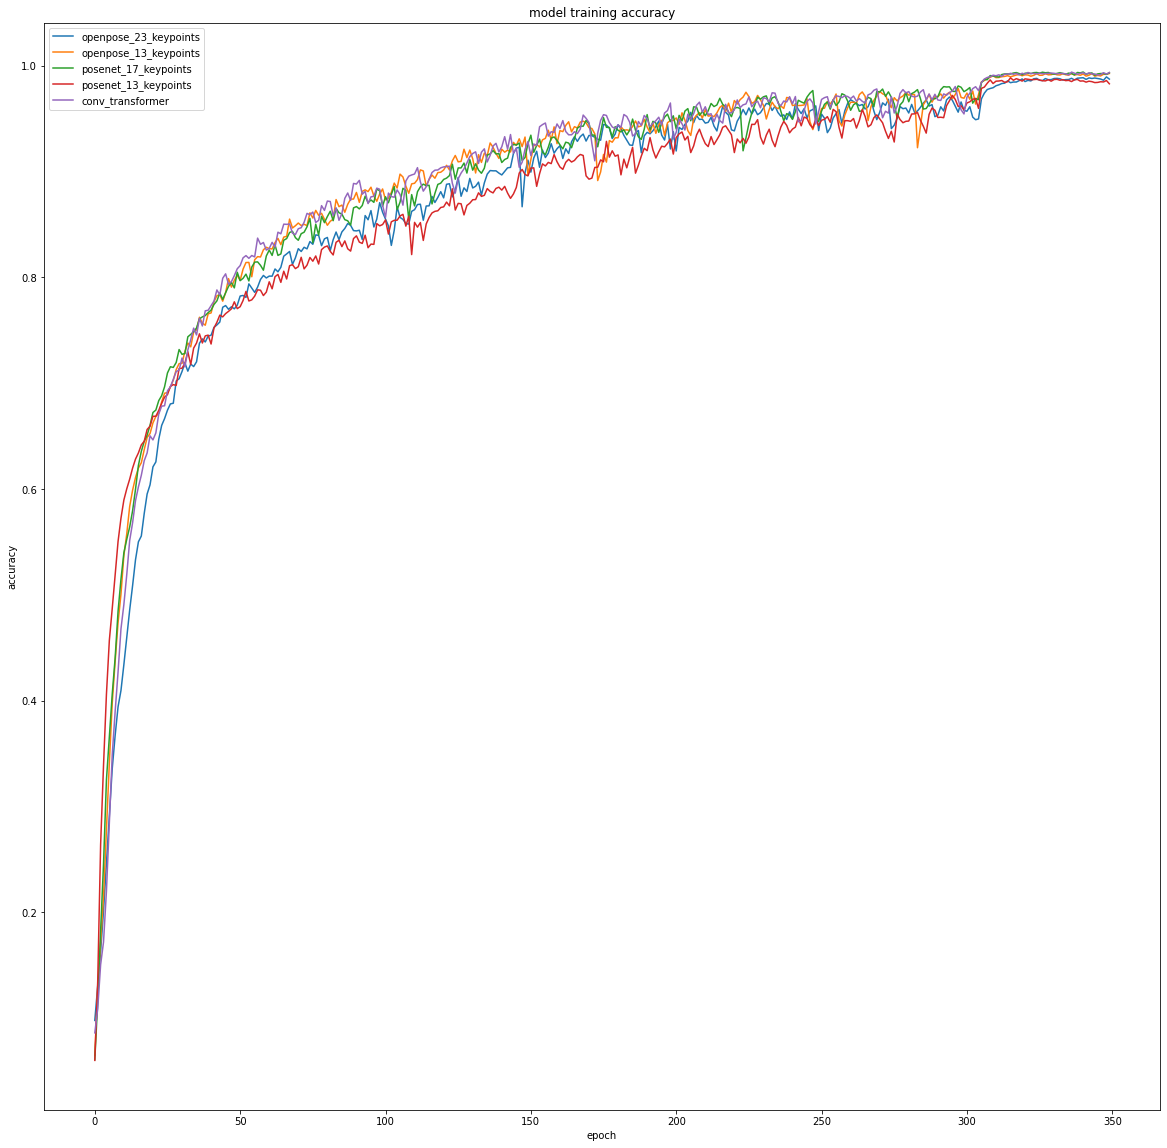 model training accuracy
openpose_23_keypoints
openpose_13_keypoints
posenet_17_keypoints
posenet_13_keypoints
conv_transformer
1.0
0.8
0.6
0.4
0.2
accuracy
0 50 100 150 200 250 300 350
epoch